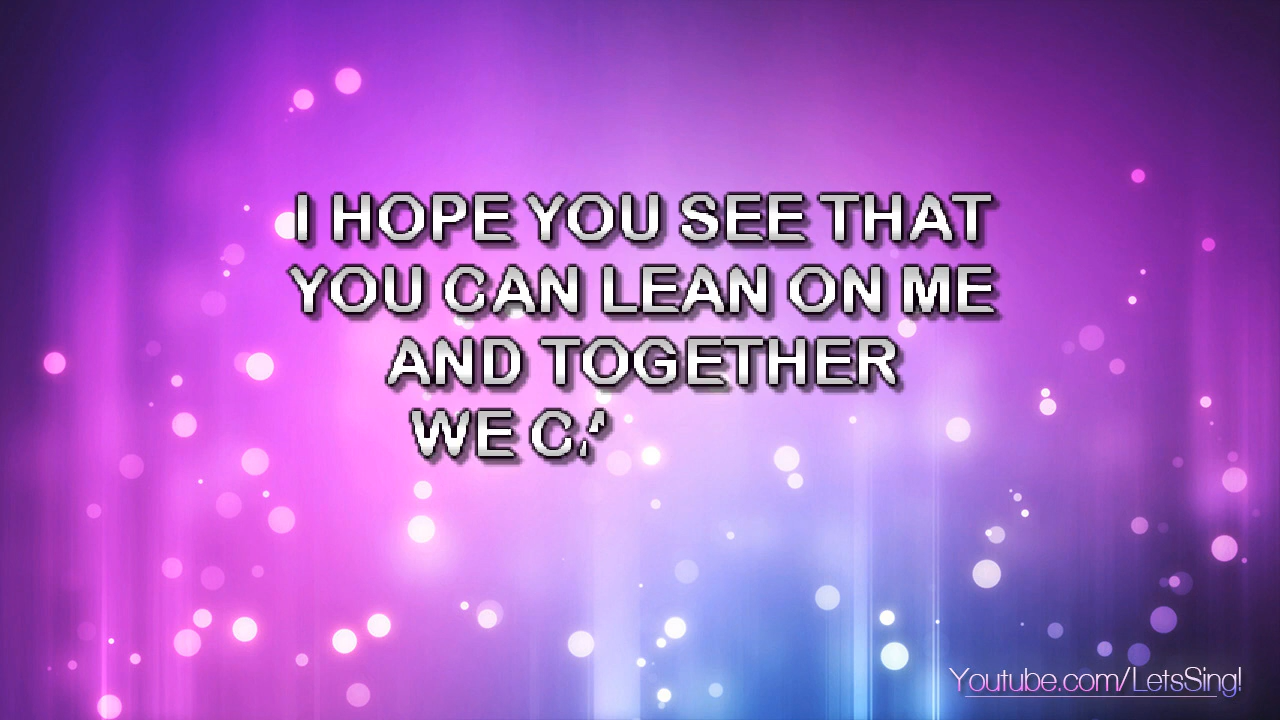 I HOPE YOU SEE THAT
YOU CAN LEAN ON ME
AND TOGETHER
WE
Youtube.com/LetsSing!